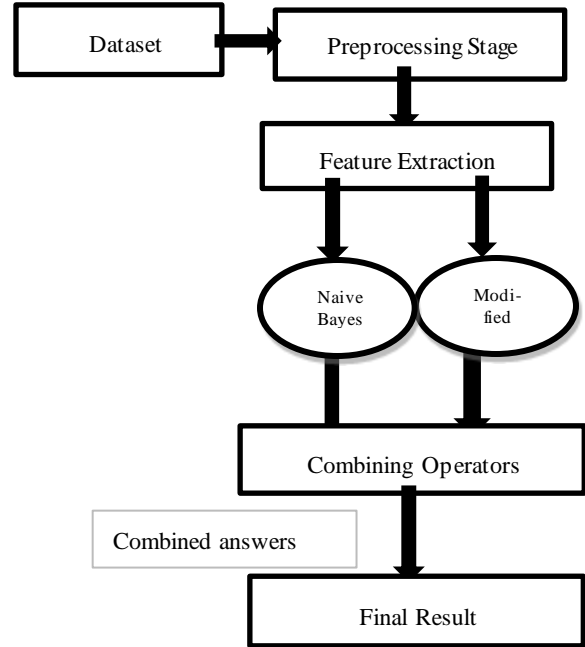 Dataset
Preprocessing Stage
Feature Extraction
Naive
Bayes
Modi-
fied
Combining Operators
Combined answers
Final Result